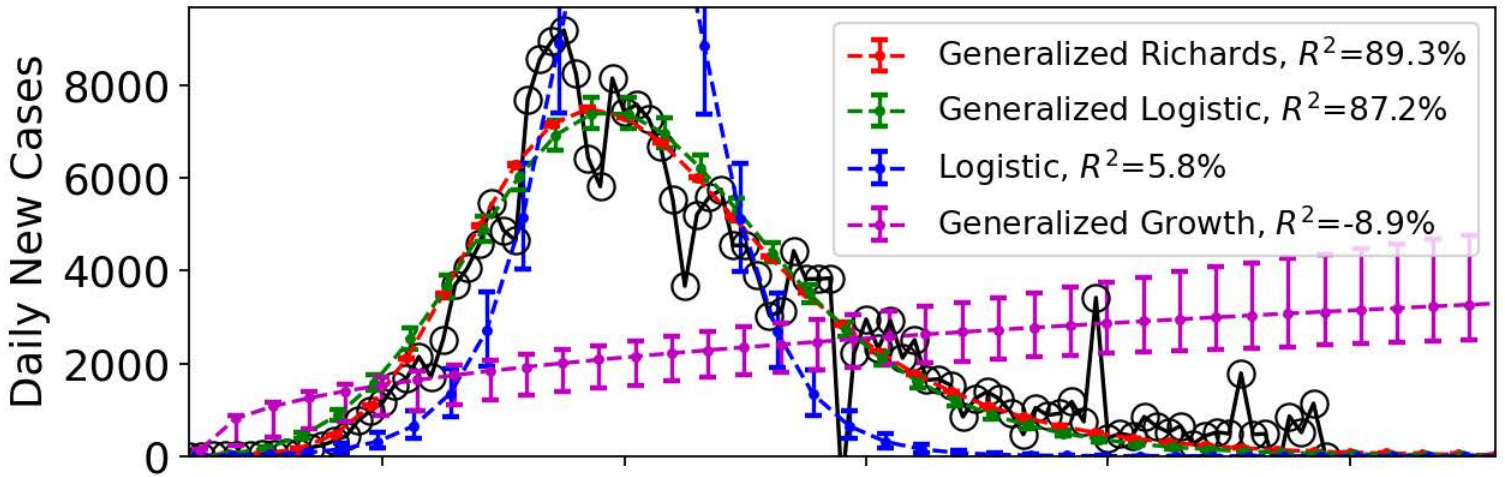 Daily New Cases
8000
6000
4000
2000
0
Generalized Richards, R²=89.3%
Generalized Logistic, R²=87.2%
Logistic, R²=5.8%
Generalized Growth, R²=-8.9%